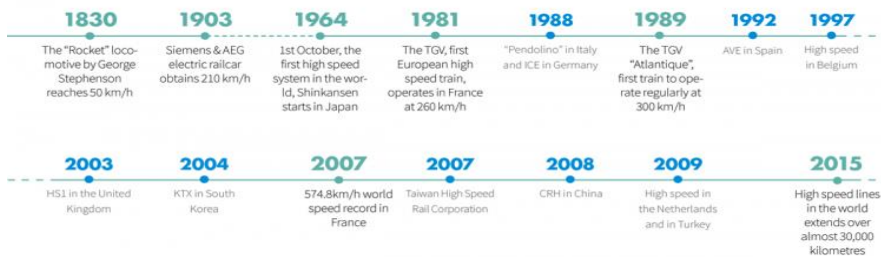 1830
The "Rocket" loco-
motive by George
Stephenson
reaches 50 km/h
1903
Siemens & AEG
electric railcar
obtains 210 km/h
1964
1st October, the
first high speed
system in the wor-
ld, Shinkansen
starts in Japan
1981
The TGV, first
European high
speed train,
operates in France
at 260 km/h
1988
"Pendolino" in Italy
and ICE in Germany
1989
The TGV
"Atlantique",
first train to ope-
rate regularly at
300 km/h
1992
AVE in Spain
1997
High speed
in Belgium
2003
HS1 in the United
Kingdom
2004
KTX in South
Korea
2007
574.8km/h world
speed record in
France
2007
Taiwan High Speed
Rail Corporation
2008
CRH in China
2009
High speed in
the Netherlands
and in Turkey
2015
High speed lines
in the world
extends over
almost 30,000
kilometres